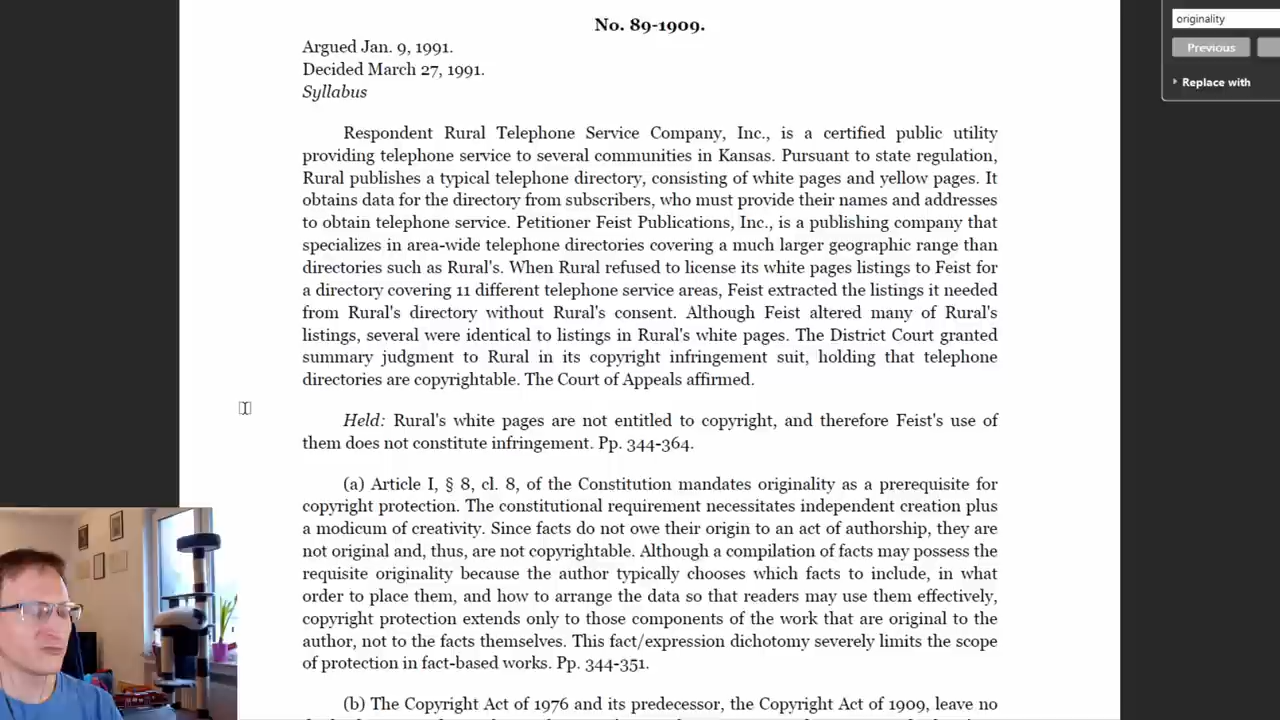 No. 89-1909.
originality
Argued Jan. 9, 1991.
Previous
Decided March 27, 1991.
Replace with
Syllabus
Respondent Rural Telephone Service Company, Inc., is a certified public utility
providing telephone service to several communities in Kansas. Pursuant to state regulation,
Rural publishes a typical telephone directory, consisting of white pages and yellow pages. It
obtains data for the directory from subscribers, who must provide their names and addresses
to obtain telephone service. Petitioner Feist Publications, Inc., is a publishing company that
specializes in area-wide telephone directories covering a much larger geographic range than
directories such as Rural's. When Rural refused to license its white pages listings to Feist for
a directory covering 11 different telephone service areas, Feist extracted the listings it needed
from Rural's directory without Rural's consent. Although Feist altered many of Rural's
listings, several were identical to listings in Rural's white pages. The District Court granted
summary judgment to Rural in its copyright infringement suit, holding that telephone
directories are copyrightable. The Court of Appeals affirmed.
Held: Rural's white pages are not entitled to copyright, and therefore Feist's use of
them does not constitute infringement. Pp. 344-364.
(a) Article I, § 8, cl. 8, of the Constitution mandates originality as a prerequisite for
copyright protection. The constitutional requirement necessitates independent creation plus
a modicum of creativity. Since facts do not owe their origin to an act of authorship, they are
not original and, thus, are not copyrightable. Although a compilation of facts may possess the
requisite originality because the author typically chooses which facts to include, in what
order to place them, and how to arrange the data so that readers may use them effectively,
copyright protection extends only to those components of the work that are original to the
author, not to the facts themselves. This fact/expression dichotomy severely limits the scope
of protection in fact-based works. Pp. 344-351.
(b) The Copyright Act of 1976 and its predecessor, the Copyright Act of 1909, leave no